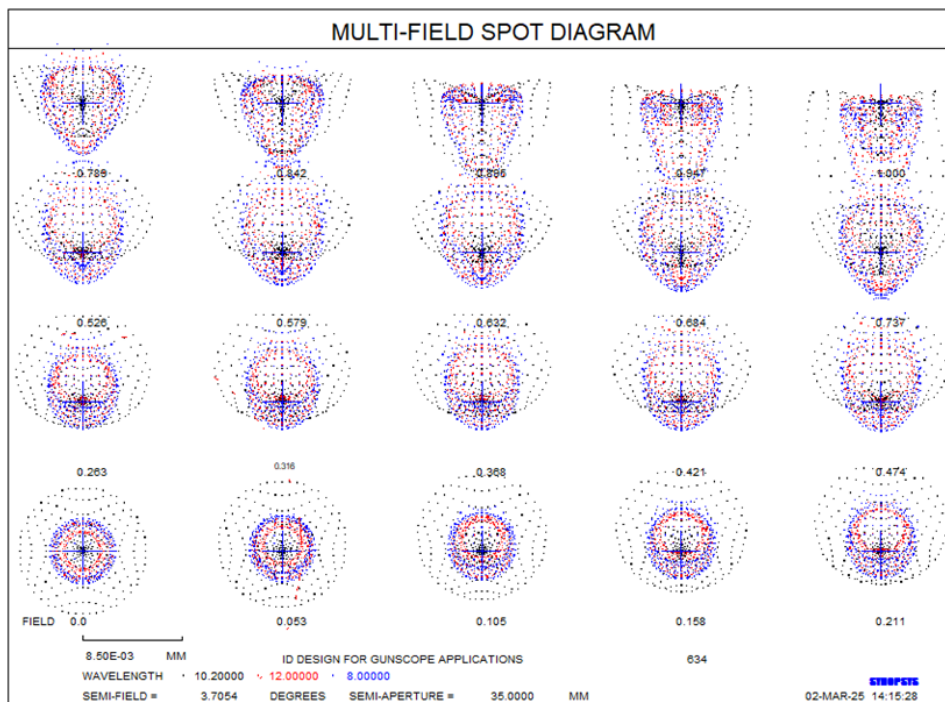 MULTI-FIELD SPOT DIAGRAM
0.789 0.842 0.895 0.947 1.000
0.526 0.579 0.632 0.684 0.737
0.263 0.316 0.368 0.421 0.474
FIELD 0.0 0.053 0.105 0.158 0.211
8.50E-03 MM ID DESIGN FOR GUNSCOPE APPLICATIONS 634
WAVELENGTH 10.20000 12.00000 8.00000
SEMI-FIELD = 3.7054 DEGREES SEMI-APERTURE = 35.0000 MM 02-MAR-25 14:15:28
SYNOPSYS